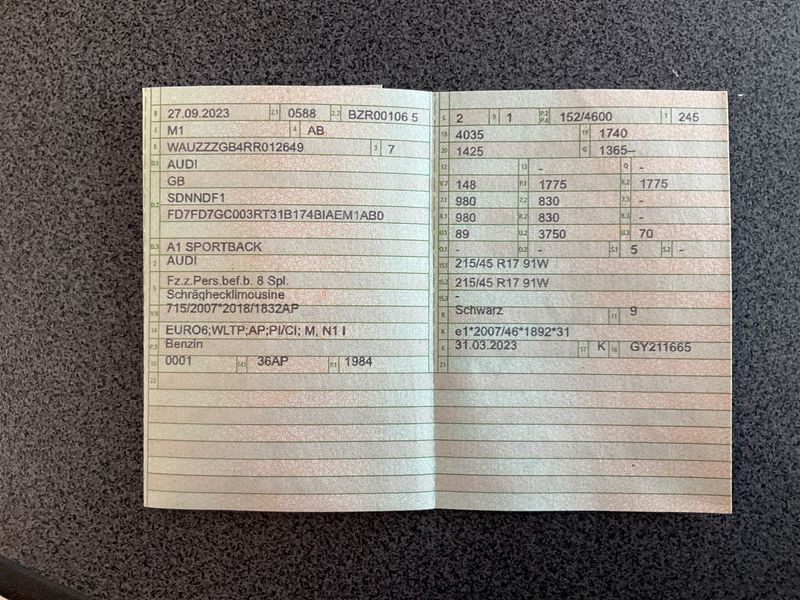 B 27.09.2023 2.1 0588 2.2 BZR00106 5
J M1 4 AB
E WAUZZZGB4RR012649 3 7
D.1 AUDI
D.2 GB
SDNNDF1
FD7FD7GC003RT31B174BIAEM1AB0
D.3 A1 SPORTBACK
2 AUDI
5 Fz.z.Pers.bef.b. 8 Spl.
Schräghecklimousine
V.9 715/2007*2018/1832AP
14 EURO6;WLTP;AP;PI/CI; M, N1 I
P.3 Benzin
10 0001 14.1 36AP P.1 1984
22
L 2 9 1 P.2 P.4 152/4600 T 245
18 4035 19 1740
20 1425 G 1365–
12 - 13 - Q -
V.7 148 F.1 1775 F.2 1775
7.1 980 7.2 830 7.3 -
8.1 980 8.2 830 8.3 -
U.1 89 U.2 3750 U.3 70
O.1 - O.2 - S.1 5 S.2 -
15.1 215/45 R17 91W
15.2 215/45 R17 91W
15.3 -
R Schwarz 11 9
K e1*2007/46*1892*31
6 31.03.2023 17 K 16 GY211665
21